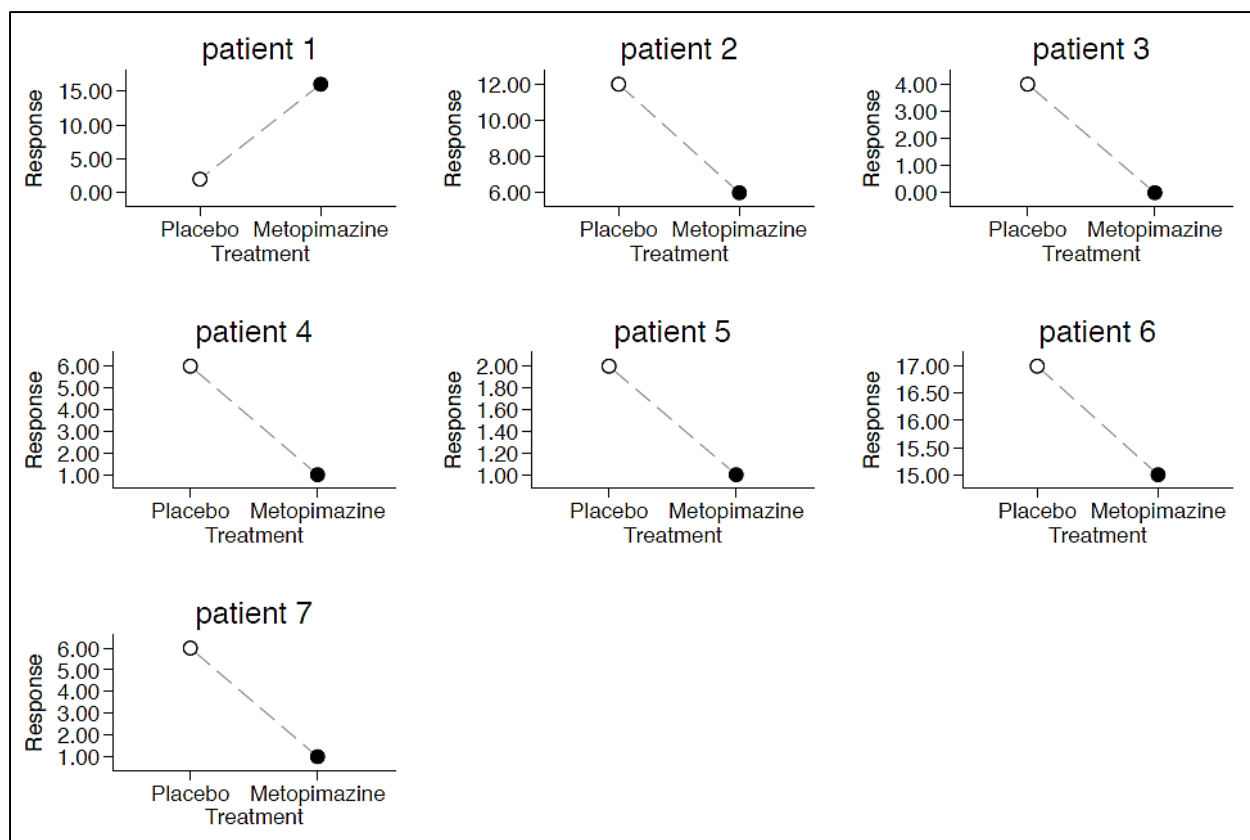 patient 1
Response
15.00
10.00
5.00
0.00
Placebo Metopimazine
Treatment
patient 2
Response
12.00
10.00
8.00
6.00
Placebo Metopimazine
Treatment
patient 3
Response
4.00
3.00
2.00
1.00
0.00
Placebo Metopimazine
Treatment
patient 4
Response
6.00
5.00
4.00
3.00
2.00
1.00
Placebo Metopimazine
Treatment
patient 5
Response
2.00
1.80
1.60
1.40
1.20
1.00
Placebo Metopimazine
Treatment
patient 6
Response
17.00
16.50
16.00
15.50
15.00
Placebo Metopimazine
Treatment
patient 7
Response
6.00
5.00
4.00
3.00
2.00
1.00
Placebo Metopimazine
Treatment